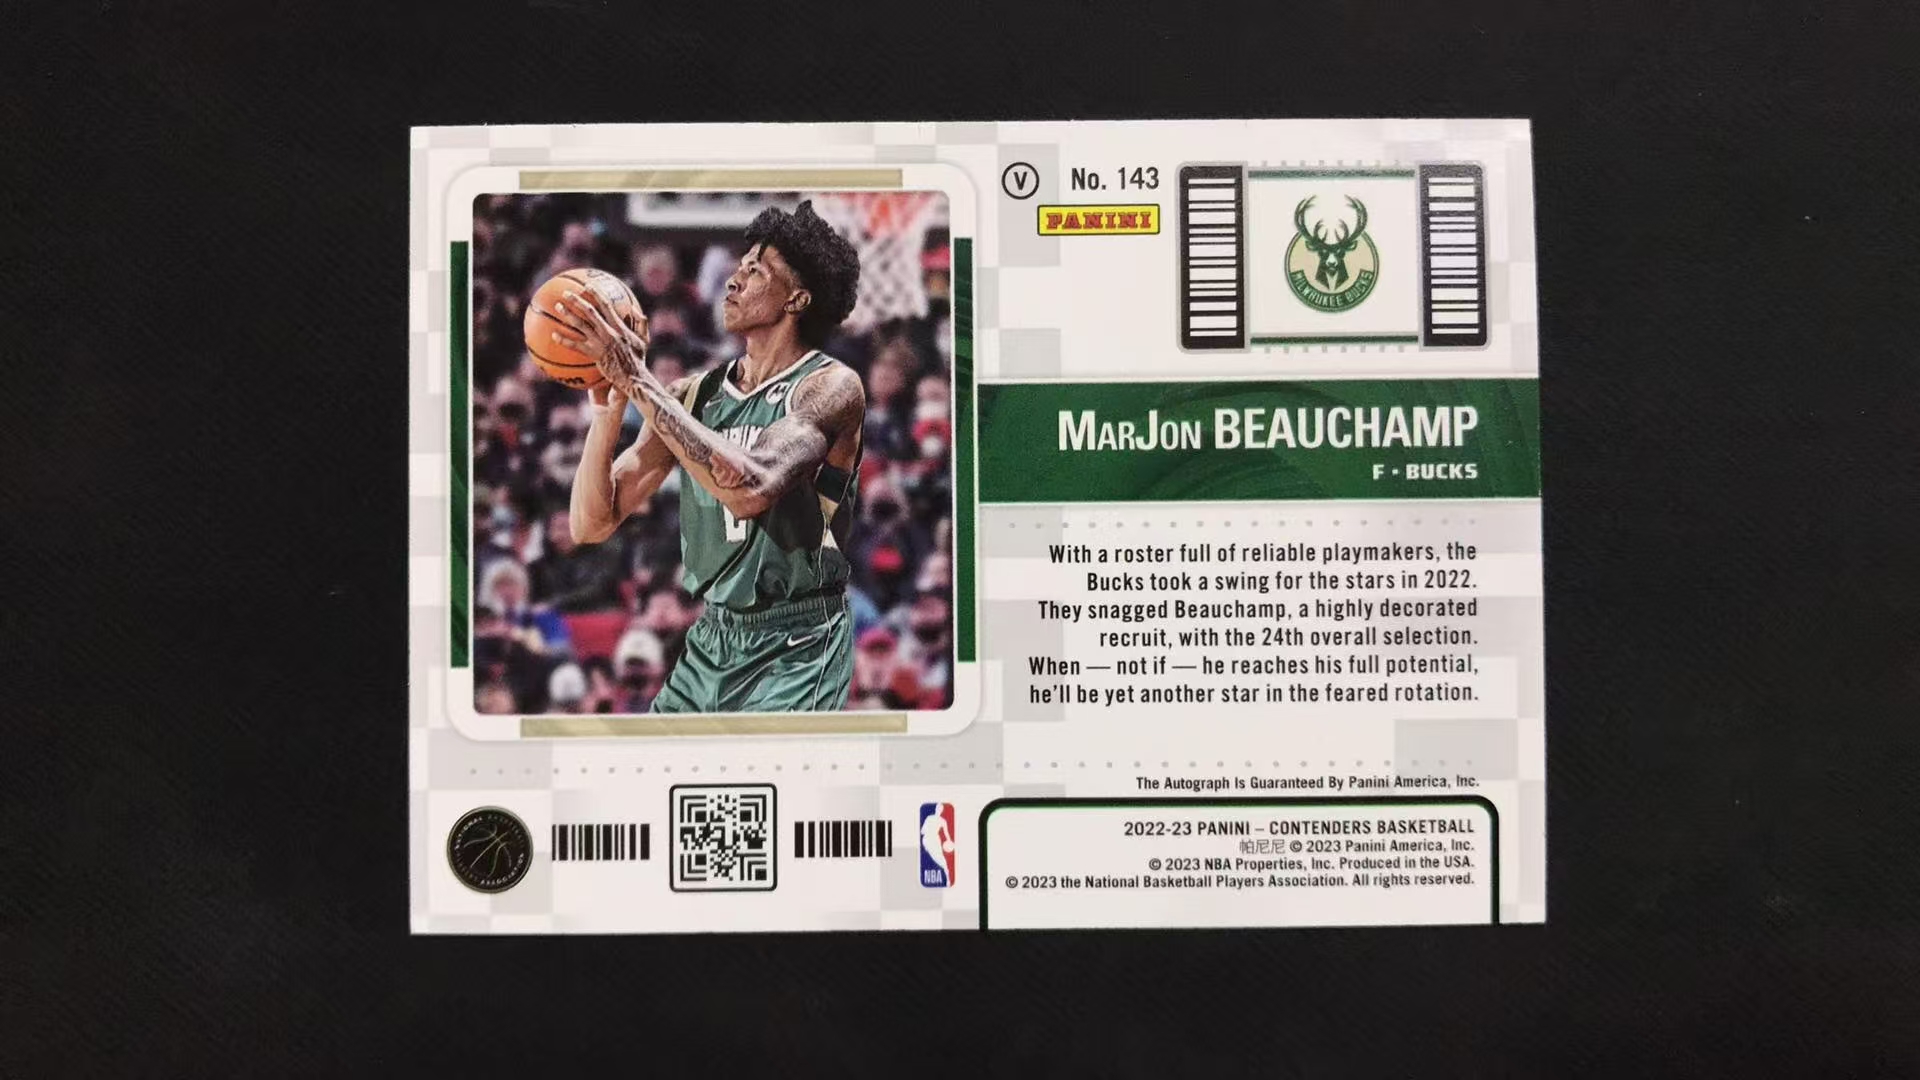 V No. 143
PANINI
MILWAUKEE BUCKS
MARJON BEAUCHAMP
F · BUCKS
With a roster full of reliable playmakers, the
Bucks took a swing for the stars in 2022.
They snagged Beauchamp, a highly decorated
recruit, with the 24th overall selection.
When — not if — he reaches his full potential,
he'll be yet another star in the feared rotation.
The Autograph Is Guaranteed By Panini America, Inc.
2022-23 PANINI – CONTENDERS BASKETBALL
帕尼尼 © 2023 Panini America, Inc.
© 2023 NBA Properties, Inc. Produced in the USA.
© 2023 the National Basketball Players Association. All rights reserved.
NBA